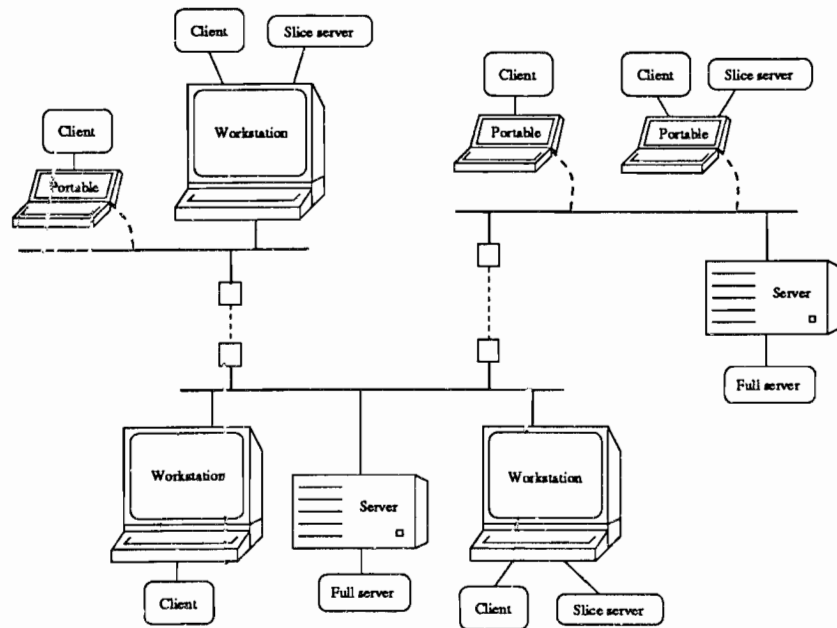 Client
Slice server
Workstation
Client
Portable
Client
Portable
Client
Slice server
Portable
Server
Full server
Workstation
Client
Server
Full server
Workstation
Client
Slice server